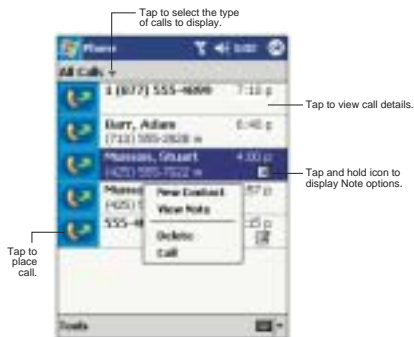 Tap to select the type
of calls to display.
Phone
All Calls
1 (877) 555-4899 7:10 p
Tap to view call details.
Burr, Adam 6:40 p
(713) 555-2828 w
Munson, Stuart 4:00 p
(425) 555-7522 w
Tap and hold icon to
display Note options.
New Contact
View Note
Delete
Call
Tap to
place
call.
Tools